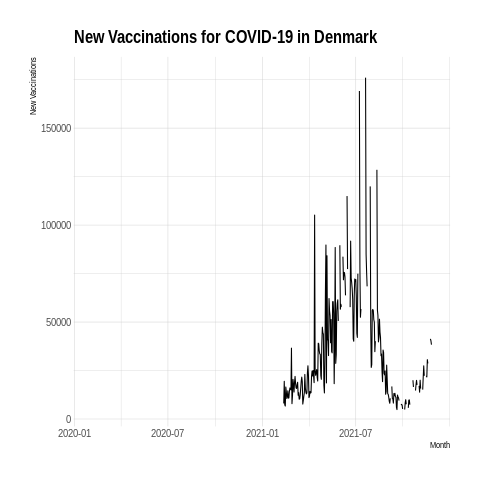 New Vaccinations for COVID-19 in Denmark
New Vaccinations
150000
100000
50000
0
2020-01
2020-07
2021-01
2021-07
Month